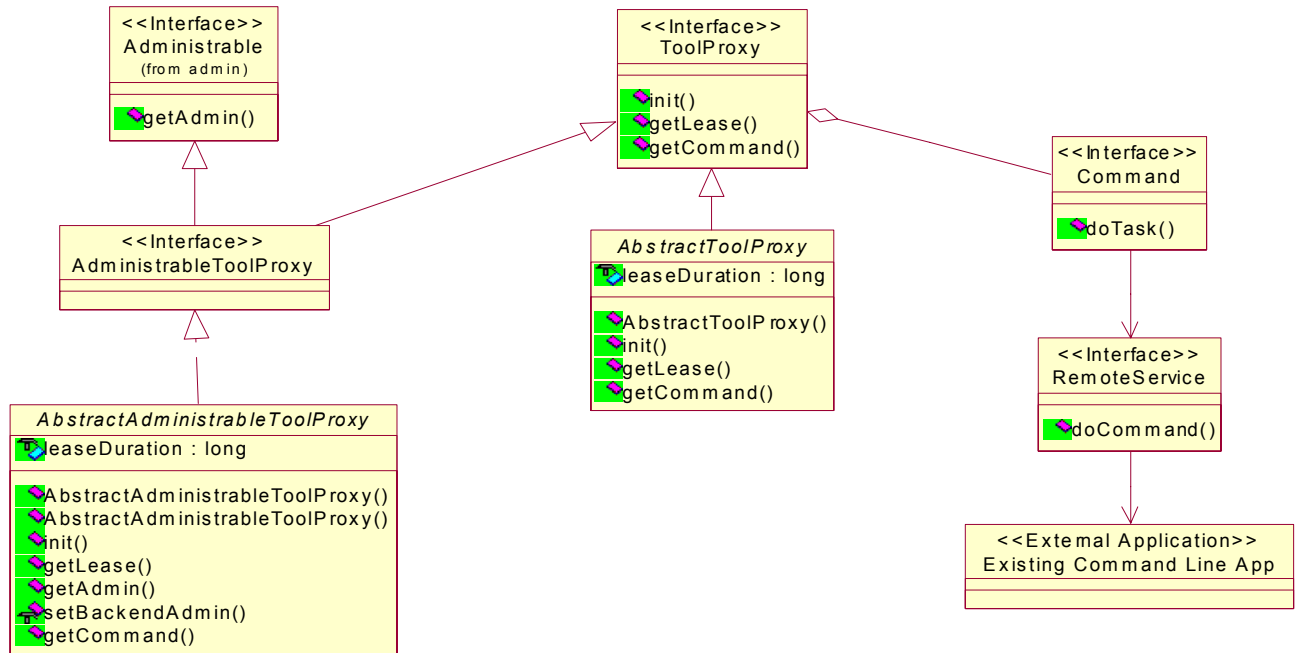 <<Interface>>
Administrable
(from admin)
getAdmin()
<<Interface>>
ToolProxy
init()
getLease()
getCommand()
<<Interface>>
Command
doTask()
<<Interface>>
AdministrableToolProxy
AbstractToolProxy
leaseDuration : long
AbstractToolProxy()
init()
getLease()
getCommand()
<<Interface>>
RemoteService
doCommand()
AbstractAdministrableToolProxy
leaseDuration : long
AbstractAdministrableToolProxy()
AbstractAdministrableToolProxy()
init()
getLease()
getAdmin()
setBackendAdmin()
getCommand()
<<External Application>>
Existing Command Line App